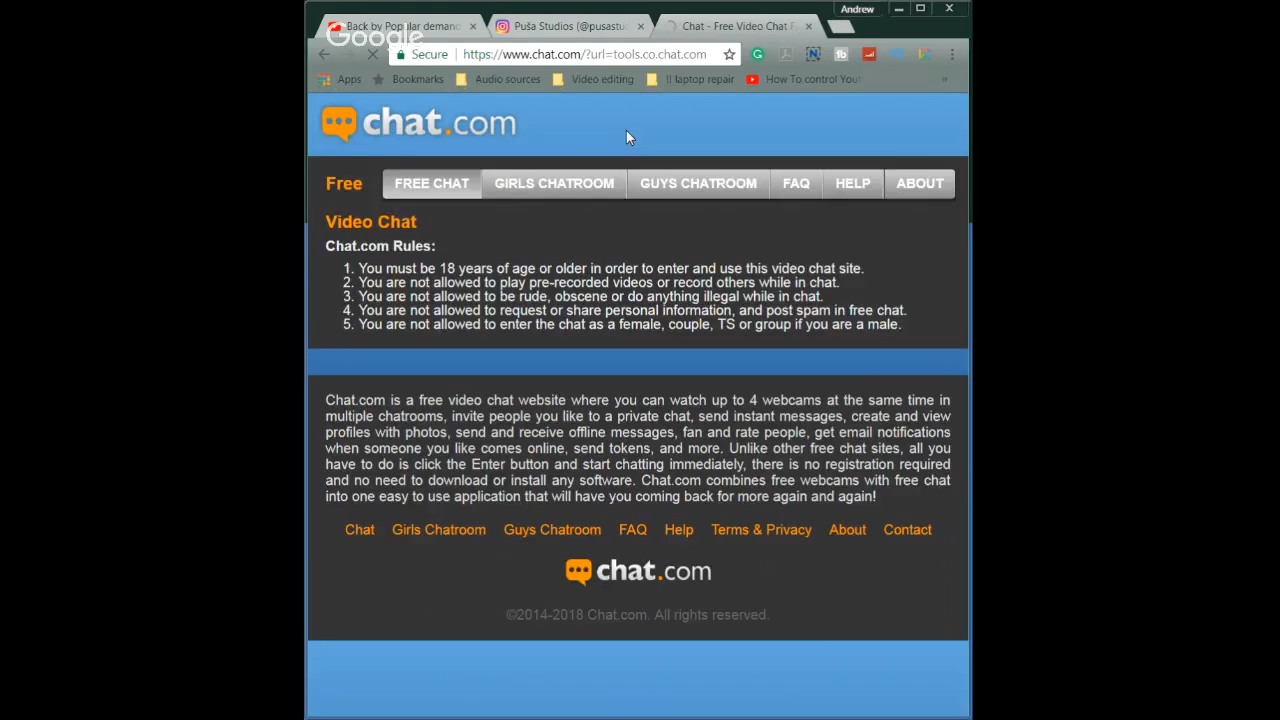 Andrew
Back by Popular demand
Puša Studios (@pusastud
Chat - Free Video Chat F
Google
Secure https://www.chat.com/?url=tools.co.chat.com
Apps Bookmarks Audio sources Video editing !! laptop repair How To control Your »
chat.com
Free FREE CHAT GIRLS CHATROOM GUYS CHATROOM FAQ HELP ABOUT
Video Chat
Chat.com Rules:
1. You must be 18 years of age or older in order to enter and use this video chat site.
2. You are not allowed to play pre-recorded videos or record others while in chat.
3. You are not allowed to be rude, obscene or do anything illegal while in chat.
4. You are not allowed to request or share personal information, and post spam in free chat.
5. You are not allowed to enter the chat as a female, couple, TS or group if you are a male.
Chat.com is a free video chat website where you can watch up to 4 webcams at the same time in
multiple chatrooms, invite people you like to a private chat, send instant messages, create and view
profiles with photos, send and receive offline messages, fan and rate people, get email notifications
when someone you like comes online, send tokens, and more. Unlike other free chat sites, all you
have to do is click the Enter button and start chatting immediately, there is no registration required
and no need to download or install any software. Chat.com combines free webcams with free chat
into one easy to use application that will have you coming back for more again and again!
Chat Girls Chatroom Guys Chatroom FAQ Help Terms & Privacy About Contact
chat.com
©2014-2018 Chat.com. All rights reserved.